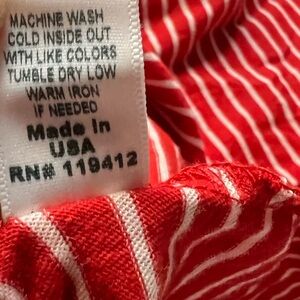 MACHINE WASH
COLD INSIDE OUT
WITH LIKE COLORS
TUMBLE DRY LOW
WARM IRON
IF NEEDED
Made In
USA
RN# 119412